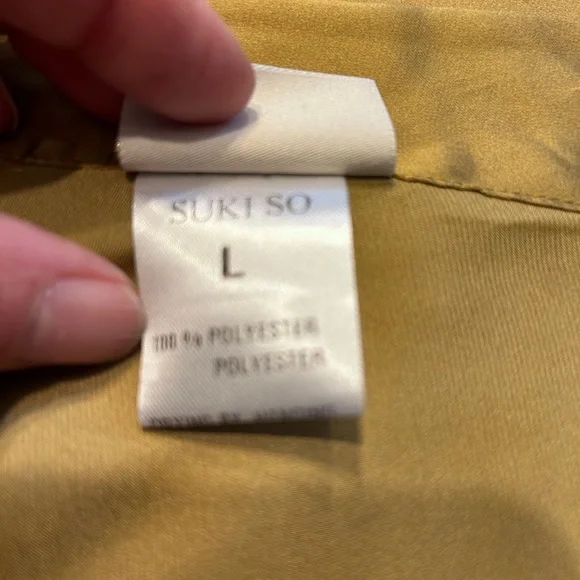 SUKI SO
L
100 % POLYESTER
POLYESTER